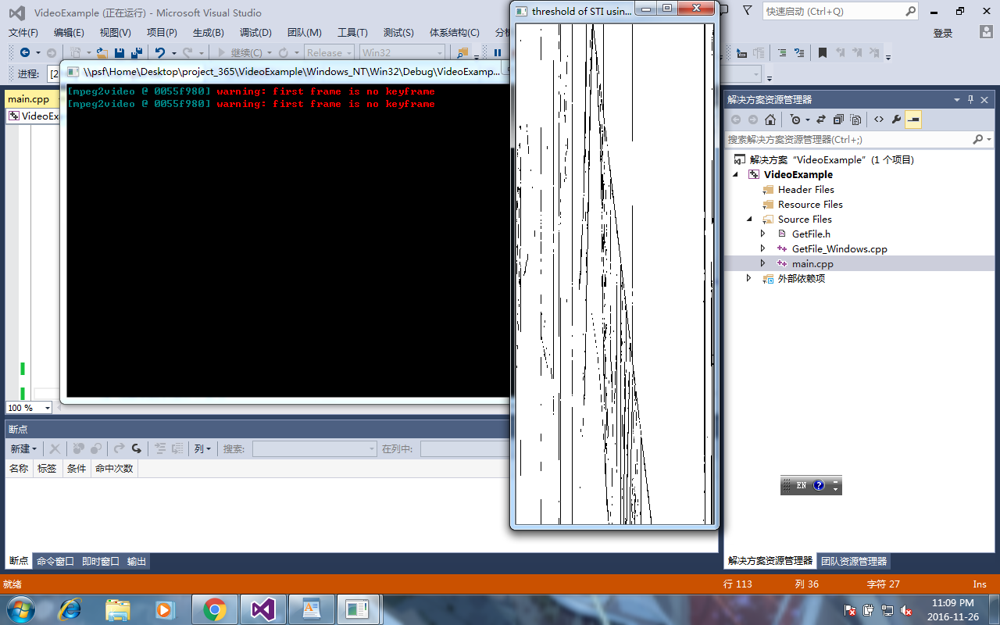 VideoExample (正在运行) - Microsoft Visual Studio
快速启动 (Ctrl+Q)
文件(F) 编辑(E) 视图(V) 项目(P) 生成(B) 调试(D) 团队(M) 工具(T) 测试(S) 体系结构(C) 分析
登录
继续(C) Release Win32
进程: [2
threshold of STI usin...
\\psf\Home\Desktop\project_365\VideoExample\Windows_NT\Win32\Debug\VideoExamp...
[mpeg2video @ 0055f980] warning: first frame is no keyframe
[mpeg2video @ 0055f980] warning: first frame is no keyframe
main.cpp
VideoEx
100 %
解决方案资源管理器
搜索解决方案资源管理器(Ctrl+;)
解决方案 “VideoExample” (1 个项目)
VideoExample
Header Files
Resource Files
Source Files
GetFile.h
GetFile_Windows.cpp
main.cpp
外部依赖项
断点
新建 列 搜索: 在列中:
名称 标签 条件 命中次数
EN
断点 命令窗口 即时窗口 输出
解决方案资源管理器 团队资源管理器
就绪 行 113 列 36 字符 27 Ins
11:09 PM
2016-11-26